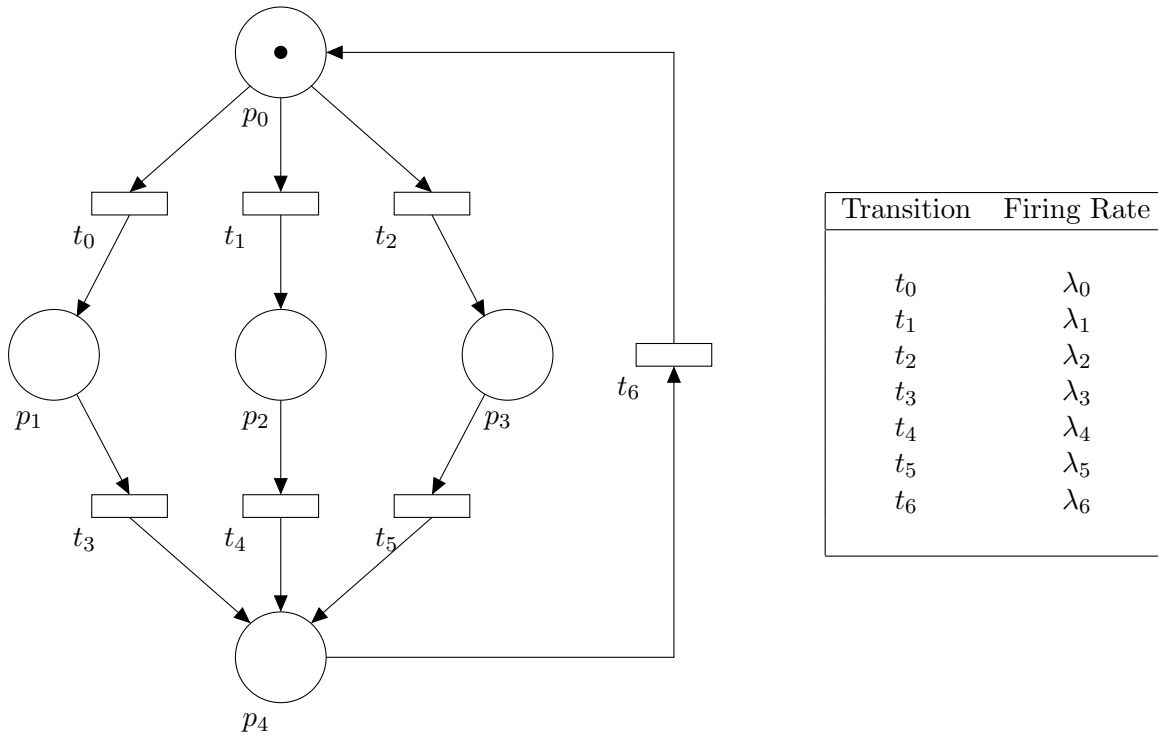 p0
t0
t1
t2
p1
p2
p3
t6
t3
t4
t5
p4
Transition Firing Rate
t0 λ0
t1 λ1
t2 λ2
t3 λ3
t4 λ4
t5 λ5
t6 λ6